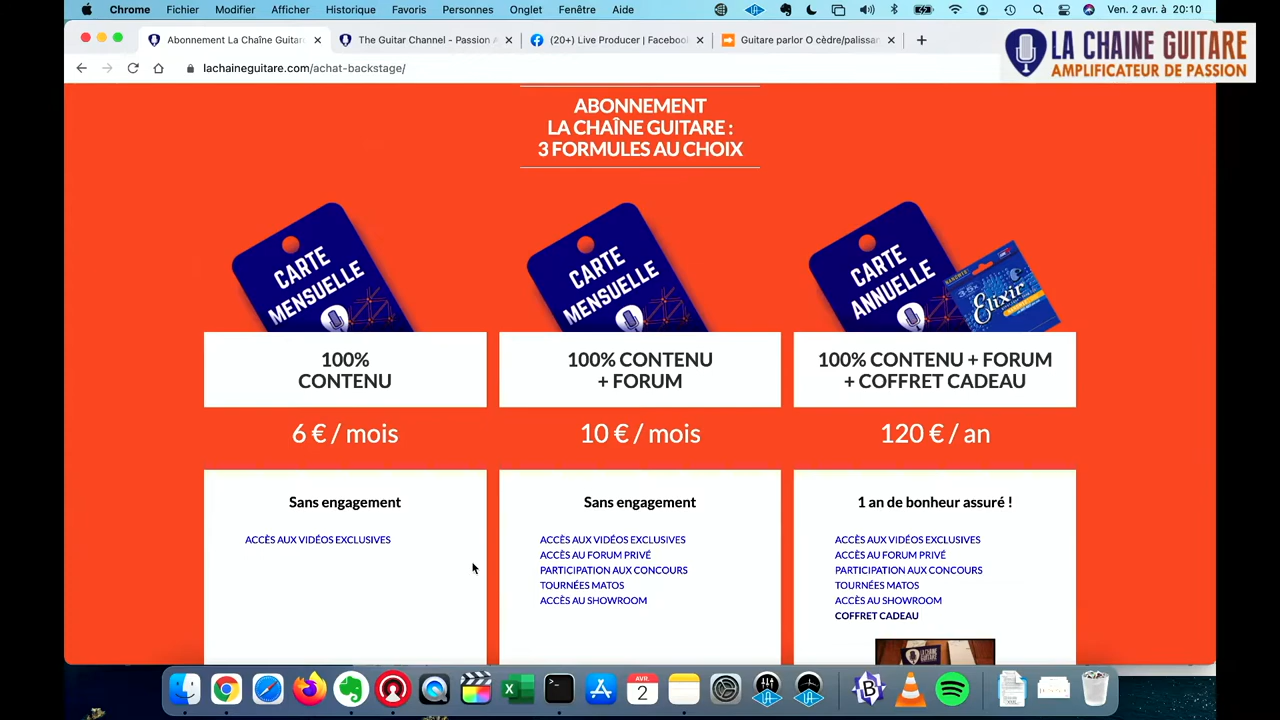 Chrome Fichier Modifier Afficher Historique Favoris Personnes Onglet Fenêtre Aide Ven. 2 avr. à 20:10
Abonnement La Chaîne Guitar
The Guitar Channel - Passion A
(20+) Live Producer | Facebook
Guitare parlor O cèdre/palissan
LA CHAINE GUITARE
AMPLIFICATEUR DE PASSION
lachaineguitare.com/achat-backstage/
ABONNEMENT
LA CHAÎNE GUITARE :
3 FORMULES AU CHOIX
CARTE
MENSUELLE
CARTE
MENSUELLE
CARTE
ANNUELLE
Elixir
100%
CONTENU
100% CONTENU
+ FORUM
100% CONTENU + FORUM
+ COFFRET CADEAU
6 € / mois
10 € / mois
120 € / an
Sans engagement
ACCÈS AUX VIDÉOS EXCLUSIVES
Sans engagement
ACCÈS AUX VIDÉOS EXCLUSIVES
ACCÈS AU FORUM PRIVÉ
PARTICIPATION AUX CONCOURS
TOURNÉES MATOS
ACCÈS AU SHOWROOM
1 an de bonheur assuré !
ACCÈS AUX VIDÉOS EXCLUSIVES
ACCÈS AU FORUM PRIVÉ
PARTICIPATION AUX CONCOURS
TOURNÉES MATOS
ACCÈS AU SHOWROOM
COFFRET CADEAU
LA CHAÎNE
GUITARE
AVR.
2